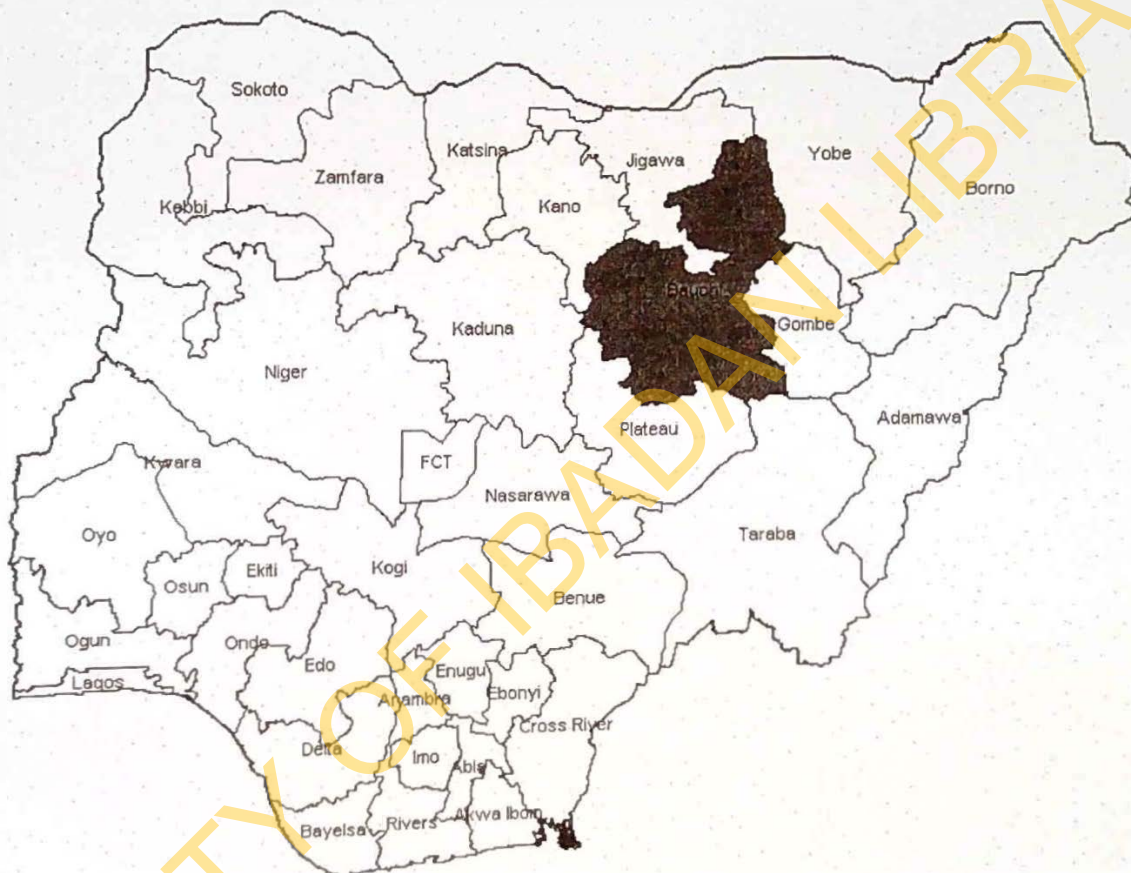 Sokoto
Katsina
Jigawa
Yobe
Zamfara
Borno
Kebbi
Kano
Bauchi
Kaduna
Gombe
Niger
Adamawa
Plateau
Kwara
FCT
Nasarawa
Oyo
Taraba
Kogi
Ekiti
Osun
Benue
Ogun
Ondo
Edo
Enugu
Lagos
Anambra
Ebonyi
Cross River
Delta
Imo
Abia
Bayelsa
Rivers
Akwa Ibom
TY OF IBADAN LIBRA